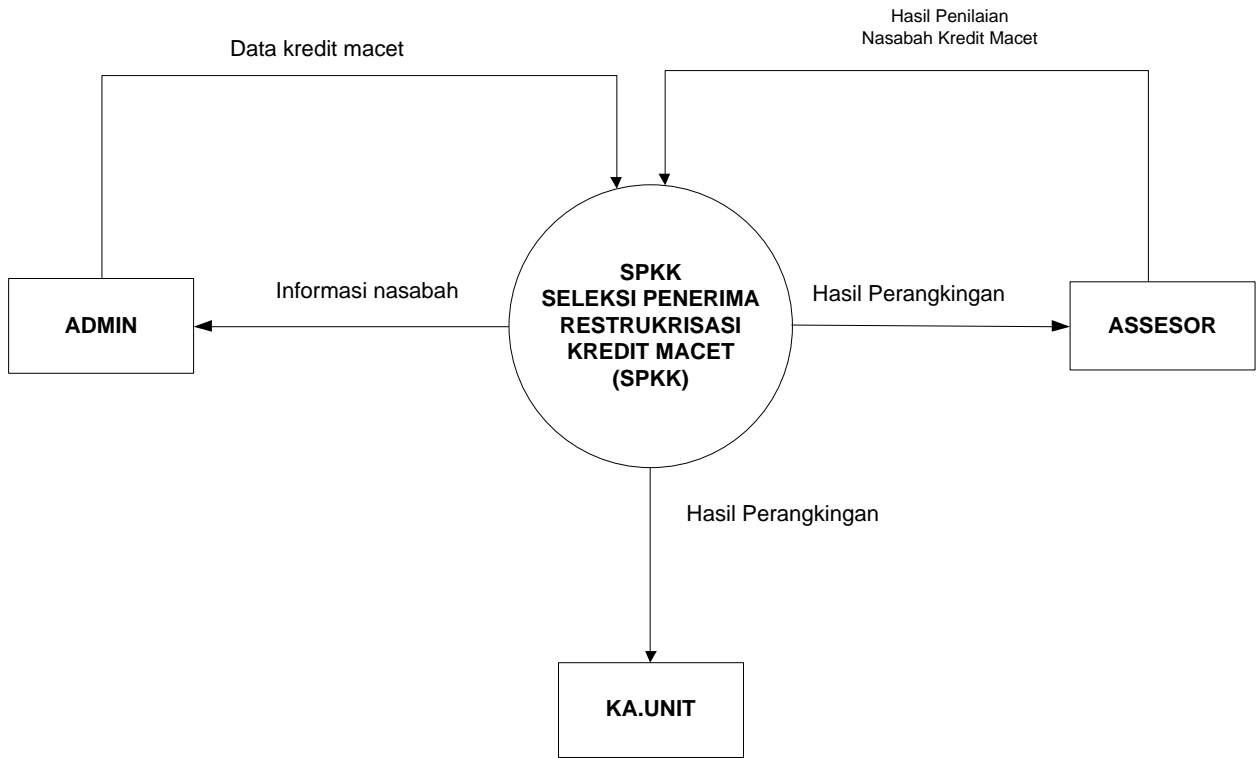 Hasil Penilaian
Nasabah Kredit Macet
Data kredit macet
SPKK
SELEKSI PENERIMA
RESTRUKRISASI
KREDIT MACET
(SPKK)
Informasi nasabah
Hasil Perangkingan
ADMIN
ASSESOR
Hasil Perangkingan
KA.UNIT